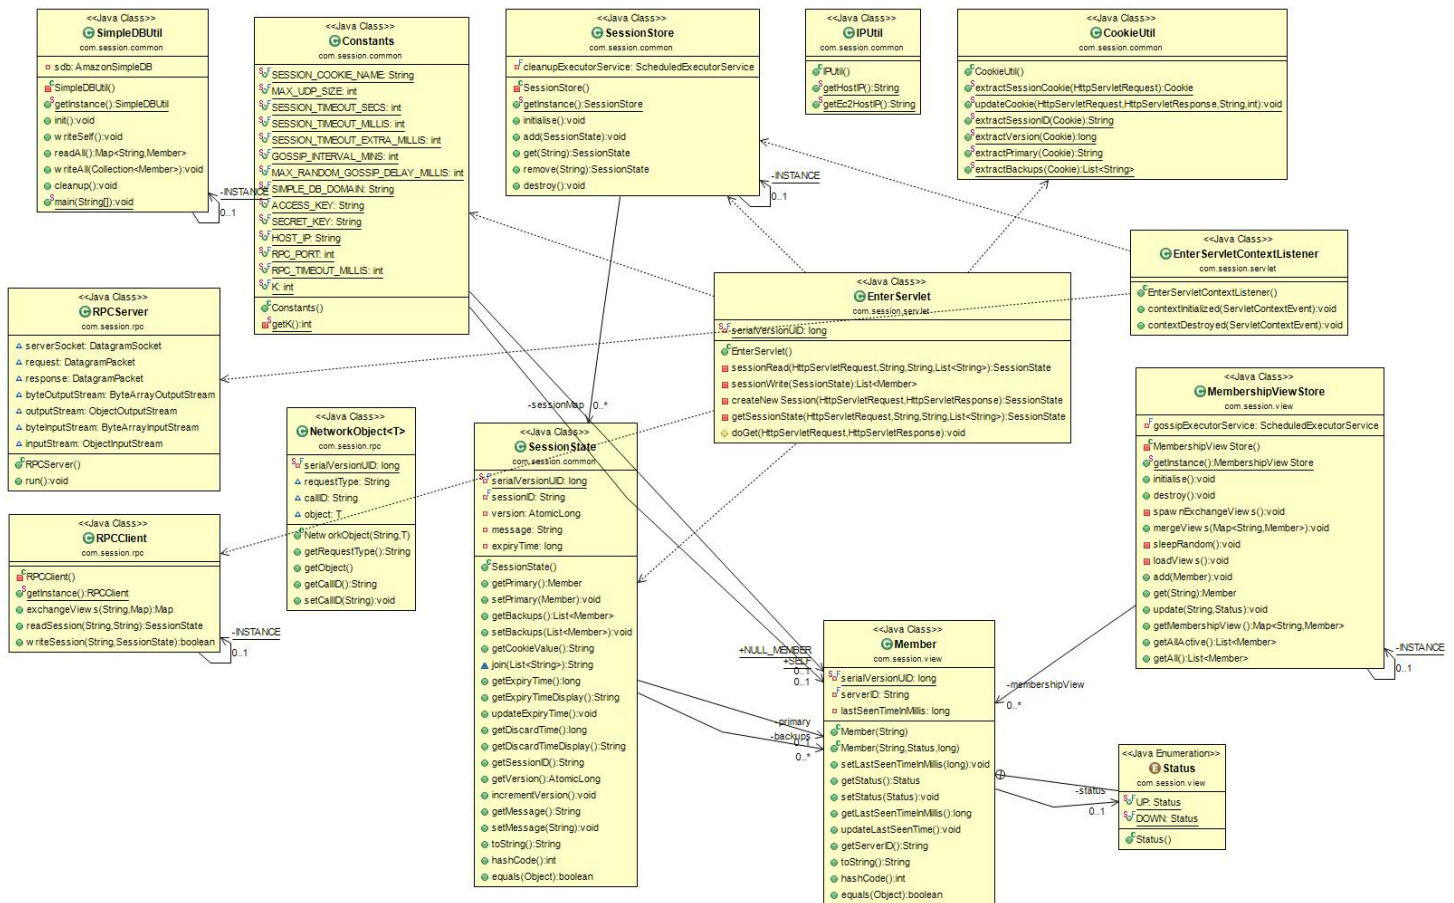 <<Java Class>>
SimpleDBUtil
com.session.common
sdb: AmazonSimpleDB
SimpleDBUtil()
getInstance():SimpleDBUtil
init():void
writeSelf():void
readAll():Map<String,Member>
writeAll(Collection<Member>):void
cleanup():void
main(String[]):void
-INSTANCE
0..1
<<Java Class>>
Constants
com.session.common
SESSION_COOKIE_NAME: String
MAX_UDP_SIZE: int
SESSION_TIMEOUT_SECS: int
SESSION_TIMEOUT_MILLIS: int
SESSION_TIMEOUT_EXTRA_MILLIS: int
GOSSIP_INTERVAL_MINS: int
MAX_RANDOM_GOSSIP_DELAY_MILLIS: int
SIMPLE_DB_DOMAIN: String
ACCESS_KEY: String
SECRET_KEY: String
HOST_IP: String
RPC_PORT: int
RPC_TIMEOUT_MILLIS: int
K: int
Constants()
getK():int
<<Java Class>>
SessionStore
com.session.common
cleanupExecutorService: ScheduledExecutorService
SessionStore()
getInstance():SessionStore
initialise():void
add(SessionState):void
get(String):SessionState
remove(String):SessionState
destroy():void
-INSTANCE
0..1
<<Java Class>>
IPUtil
com.session.common
IPUtil()
getHostIP():String
getEc2HostIP():String
<<Java Class>>
CookieUtil
com.session.common
CookieUtil()
extractSessionCookie(HttpServletRequest):Cookie
updateCookie(HttpServletRequest,HttpServletResponse,String,int):void
extractSessionID(Cookie):String
extractVersion(Cookie):long
extractPrimary(Cookie):String
extractBackups(Cookie):List<String>
<<Java Class>>
EnterServletContextListener
com.session.servlet
EnterServletContextListener()
contextInitialized(ServletContextEvent):void
contextDestroyed(ServletContextEvent):void
<<Java Class>>
EnterServlet
com.session.servlet
serialVersionUID: long
EnterServlet()
sessionRead(HttpServletRequest,String,String,List<String>):SessionState
sessionWrite(SessionState):List<Member>
createNewSession(HttpServletRequest,HttpServletResponse):SessionState
getSessionState(HttpServletRequest,String,String,List<String>):SessionState
doGet(HttpServletRequest,HttpServletResponse):void
<<Java Class>>
RPCServer
com.session.rpc
serverSocket: DatagramSocket
request: DatagramPacket
response: DatagramPacket
byteOutputStream: ByteArrayOutputStream
outputStream: ObjectOutputStream
byteInputStream: ByteArrayInputStream
inputStream: ObjectInputStream
RPCServer()
run():void
<<Java Class>>
NetworkObject<T>
com.session.rpc
serialVersionUID: long
requestType: String
callID: String
object: T
NetworkObject(String,T)
getRequestType():String
getObject()
getCallID():String
setCallID(String):void
<<Java Class>>
RPCClient
com.session.rpc
RPCClient()
getInstance():RPCClient
exchangeViews(String,Map):Map
readSession(String,String):SessionState
writeSession(String,SessionState):boolean
-INSTANCE
0..1
-sessionMap
0..*
<<Java Class>>
SessionState
com.session.common
serialVersionUID: long
sessionID: String
version: AtomicLong
message: String
expiryTime: long
SessionState()
getPrimary():Member
setPrimary(Member):void
getBackups():List<Member>
setBackups(List<Member>):void
getCookieValue():String
join(List<String>):String
getExpiryTime():long
getExpiryTimeDisplay():String
updateExpiryTime():void
getDiscardTime():long
getDiscardTimeDisplay():String
getSessionID():String
getVersion():AtomicLong
incrementVersion():void
getMessage():String
setMessage(String):void
toString():String
hashCode():int
equals(Object):boolean
<<Java Class>>
MembershipViewStore
com.session.view
gossipExecutorService: ScheduledExecutorService
MembershipViewStore()
getInstance():MembershipViewStore
initialise():void
destroy():void
spawnExchangeViews():void
mergeViews(Map<String,Member>):void
sleepRandom():void
loadViews():void
add(Member):void
get(String):Member
update(String,Status):void
getMembershipView():Map<String,Member>
getAllActive():List<Member>
getAll():List<Member>
-INSTANCE
0..1
+NULL_MEMBER
+SELF
0..1
0..1
-primary
-backups
0..1
0..*
-membershipView
0..*
<<Java Class>>
Member
com.session.view
serialVersionUID: long
serverID: String
lastSeenTimeInMillis: long
Member(String)
Member(String,Status,long)
setLastSeenTimeInMillis(long):void
getStatus():Status
setStatus(Status):void
getLastSeenTimeInMillis():long
updateLastSeenTime():void
getServerID():String
toString():String
hashCode():int
equals(Object):boolean
-status
0..1
<<Java Enumeration>>
Status
com.session.view
UP: Status
DOWN: Status
Status()